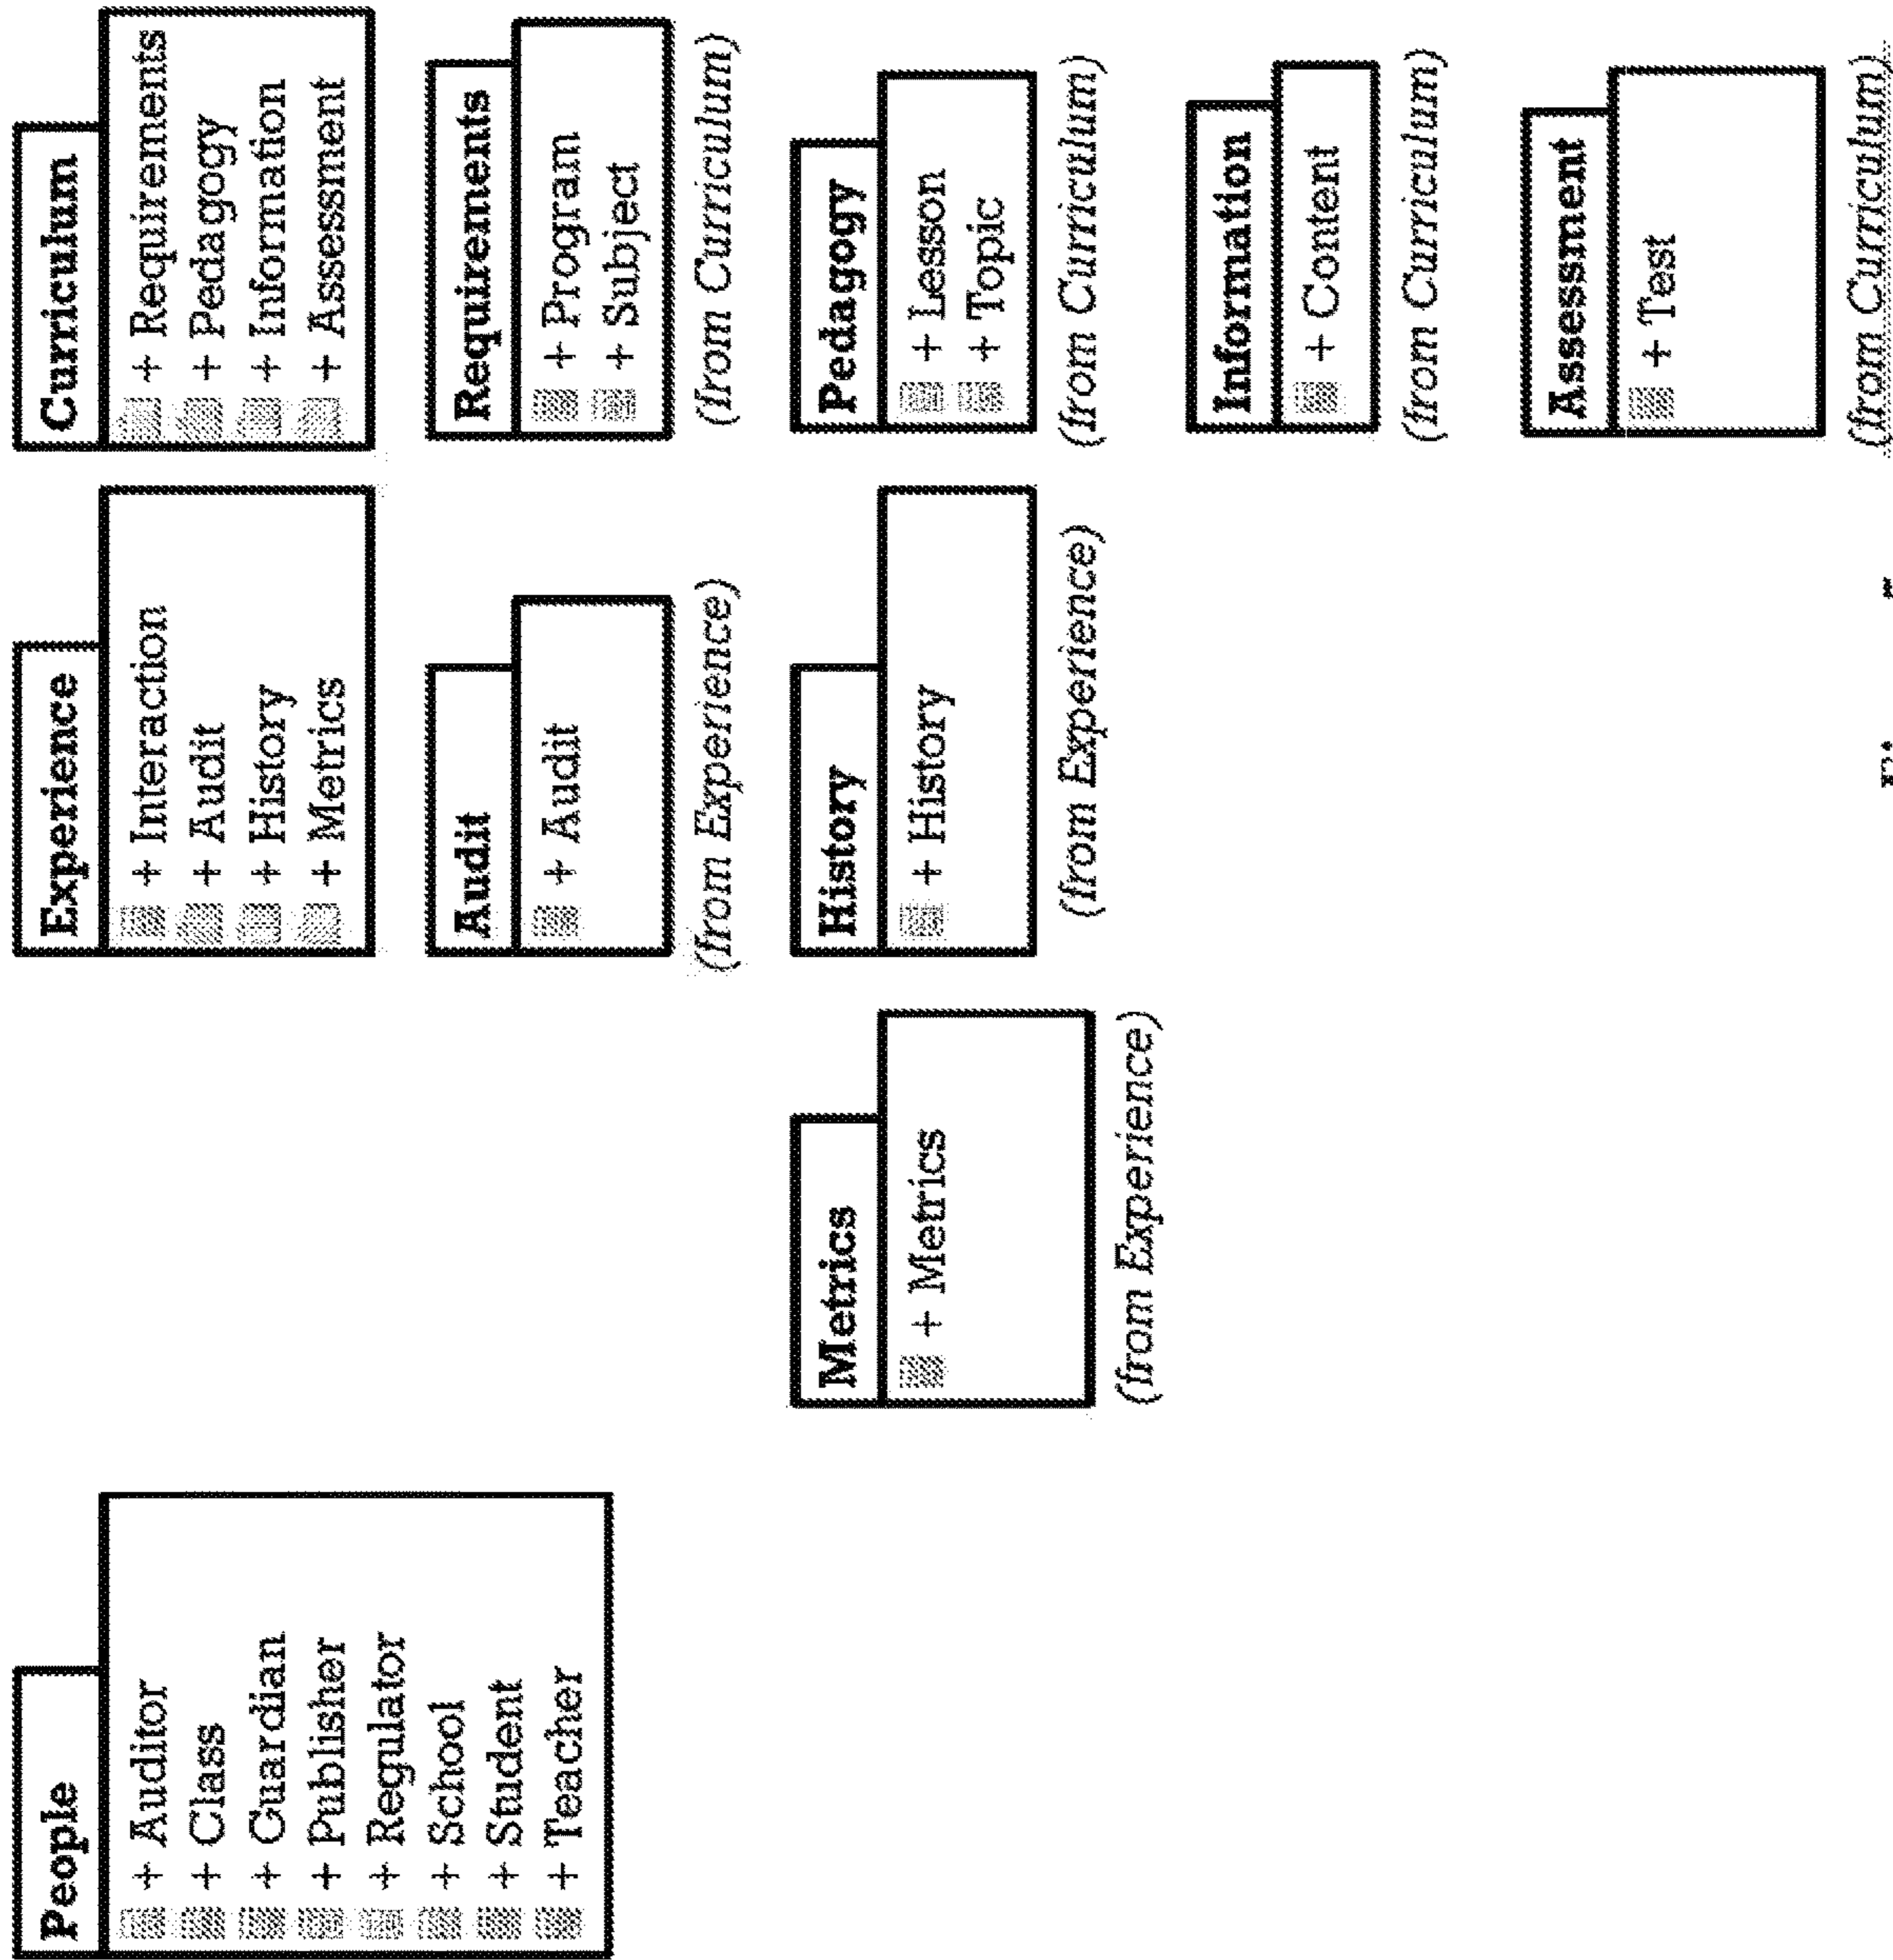 People
+ Auditor
+ Class
+ Guardian
+ Publisher
+ Regulator
+ School
+ Student
+ Teacher
Experience
+ Interaction
+ Audit
+ History
+ Metrics
Curriculum
+ Requirements
+ Pedagogy
+ Information
+ Assessment
Audit
+ Audit
(from Experience)
Requirements
+ Program
+ Subject
(from Curriculum)
Metrics
+ Metrics
(from Experience)
History
+ History
(from Experience)
Pedagogy
+ Lesson
+ Topic
(from Curriculum)
Information
+ Content
(from Curriculum)
Assessment
+ Test
(from Curriculum)